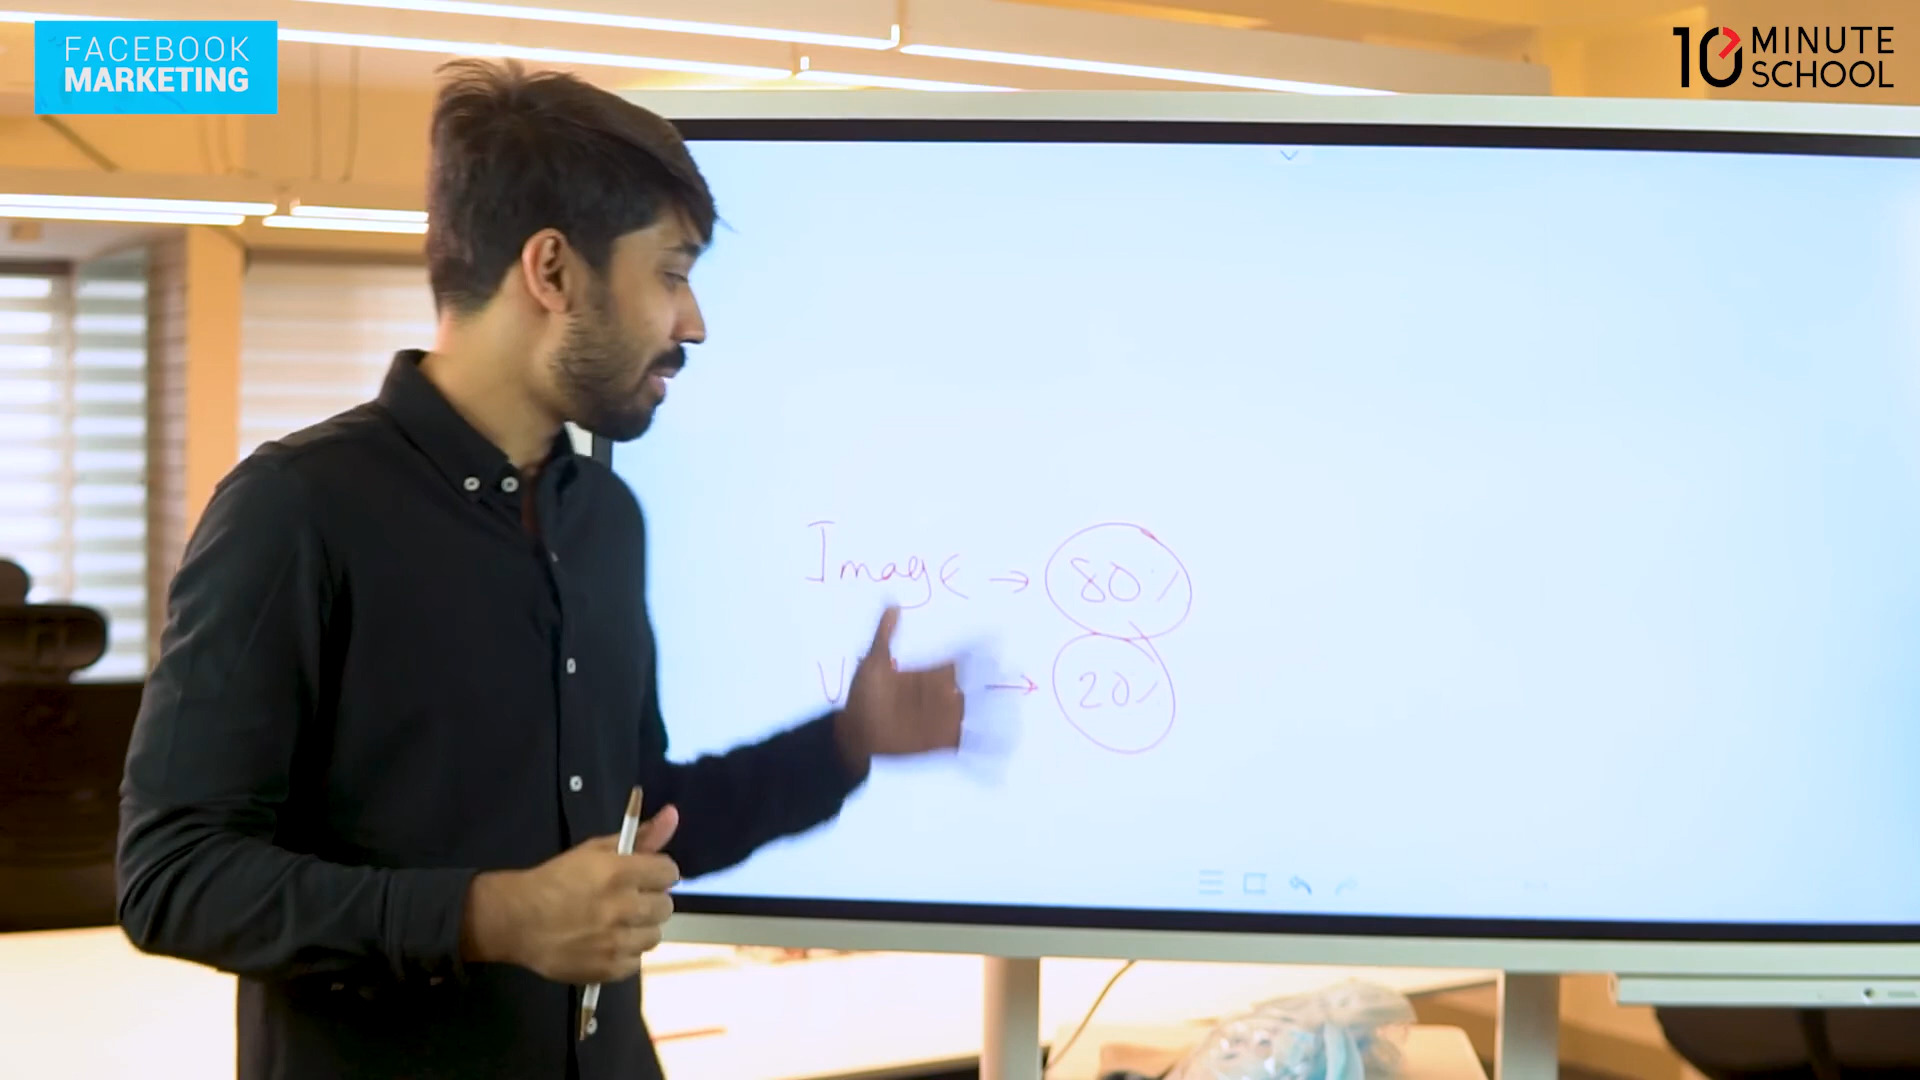 FACEBOOK
MARKETING
10 MINUTE
SCHOOL
Image → 80%
→ 20%